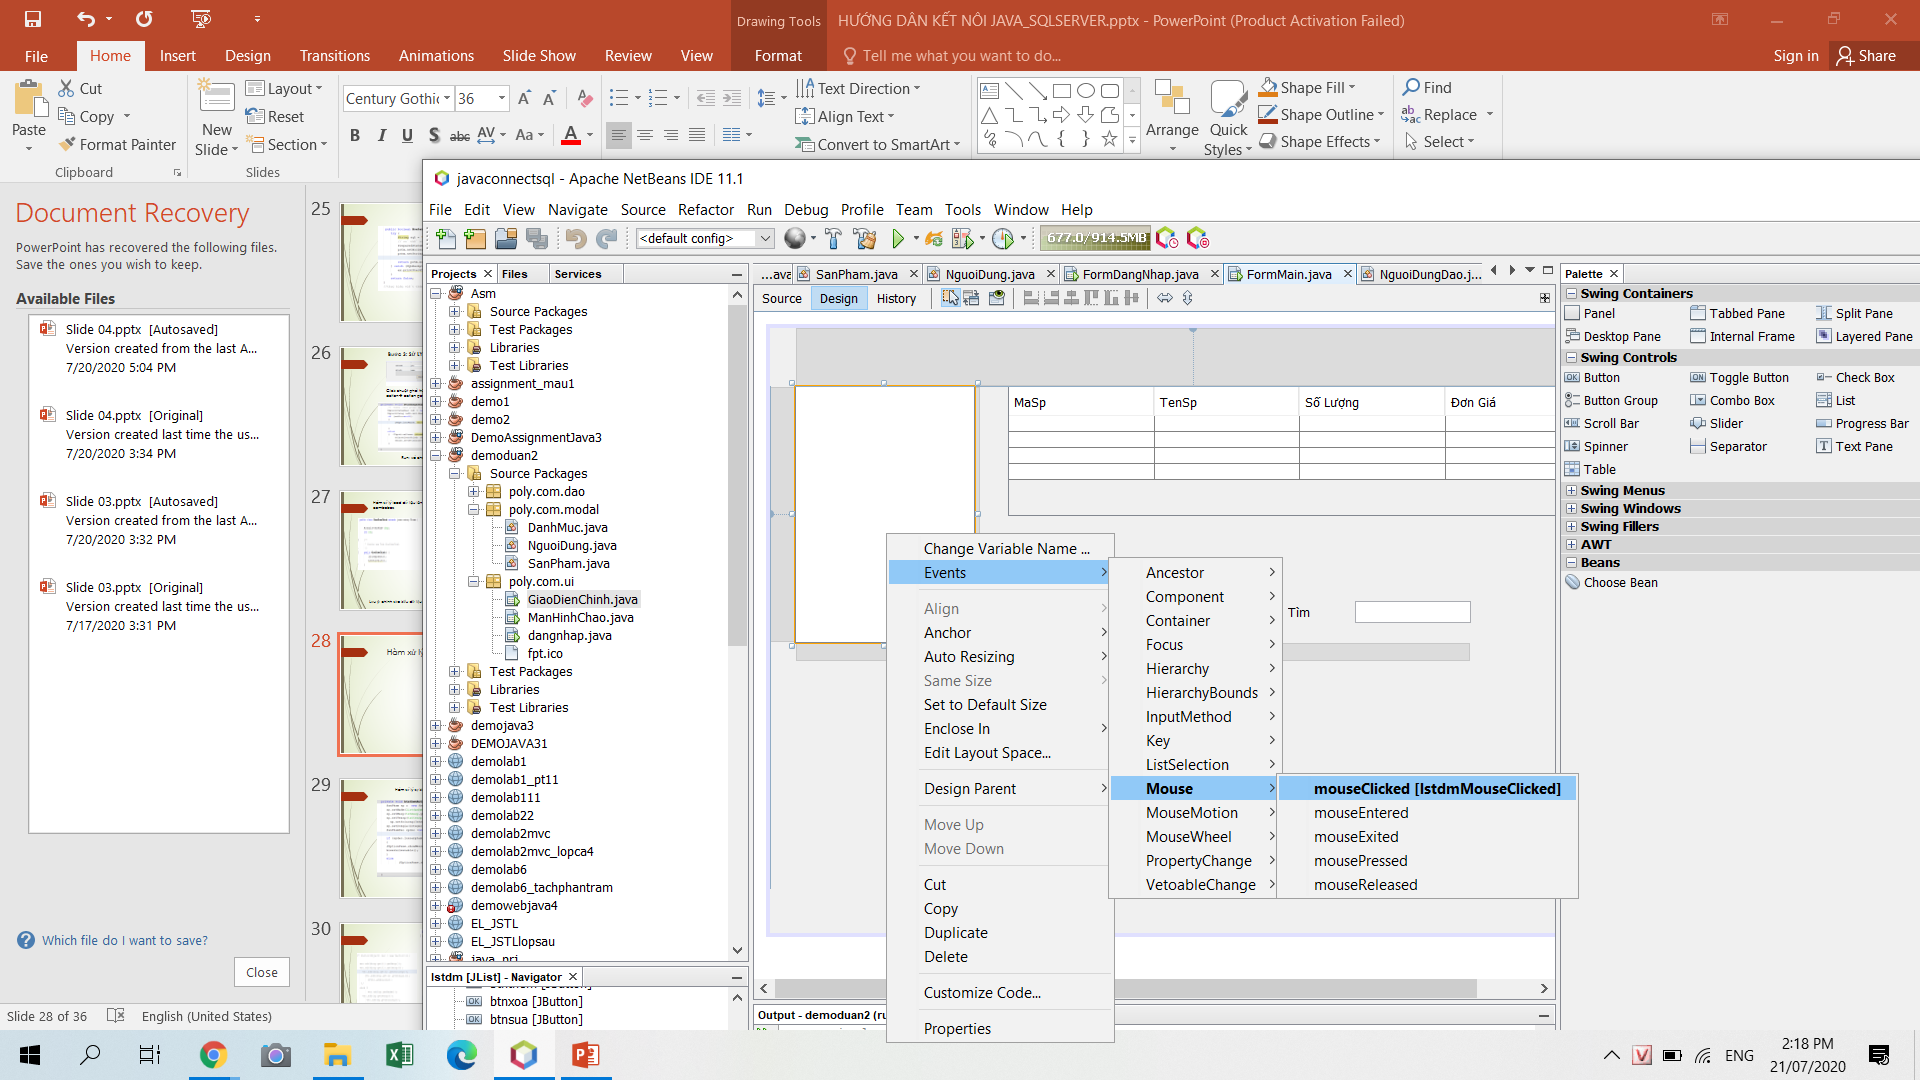 Drawing Tools
HƯỚNG DẪN KẾT NỐI JAVA_SQLSERVER.pptx - PowerPoint (Product Activation Failed)
File
Home
Insert
Design
Transitions
Animations
Slide Show
Review
View
Format
Tell me what you want to do...
Sign in
Share
Paste
Cut
Copy
Format Painter
Clipboard
New
Slide
Layout
Reset
Section
Slides
Century Gothic
36
B I U S abc AV Aa A
Text Direction
Align Text
Convert to SmartArt
Arrange
Quick
Styles
Shape Fill
Shape Outline
Shape Effects
Find
Replace
Select
Document Recovery
PowerPoint has recovered the following files.
Save the ones you wish to keep.
Available Files
Slide 04.pptx [Autosaved]
Version created from the last A...
7/20/2020 5:04 PM
Slide 04.pptx [Original]
Version created last time the us...
7/20/2020 3:34 PM
Slide 03.pptx [Autosaved]
Version created from the last A...
7/20/2020 3:32 PM
Slide 03.pptx [Original]
Version created last time the us...
7/17/2020 3:31 PM
Which file do I want to save?
Close
25
26
27
28
Hàm xử lý
29
30
Slide 28 of 36
English (United States)
javaconnectsql - Apache NetBeans IDE 11.1
File Edit View Navigate Source Refactor Run Debug Profile Team Tools Window Help
<default config>
677.0/914.5MB
Projects
Files
Services
Asm
Source Packages
Test Packages
Libraries
Test Libraries
assignment_mau1
demo1
demo2
DemoAssignmentJava3
demoduan2
Source Packages
poly.com.dao
poly.com.modal
DanhMuc.java
NguoiDung.java
SanPham.java
poly.com.ui
GiaoDienChinh.java
ManHinhChao.java
dangnhap.java
fpt.ico
Test Packages
Libraries
Test Libraries
demojava3
DEMOJAVA31
demolab1
demolab1_pt11
demolab111
demolab22
demolab2mvc
demolab2mvc_lopca4
demolab6
demolab6_tachphantram
demowebjava4
EL_JSTL
EL_JSTLlopsau
java_prj
lstdm [JList] - Navigator
btnxoa [JButton]
btnsua [JButton]
...ava
SanPham.java
NguoiDung.java
FormDangNhap.java
FormMain.java
NguoiDungDao.j...
Source
Design
History
MaSp
TenSp
Số Lượng
Đơn Giá
Tìm
Change Variable Name ...
Events
Align
Anchor
Auto Resizing
Same Size
Set to Default Size
Enclose In
Edit Layout Space...
Design Parent
Move Up
Move Down
Cut
Copy
Duplicate
Delete
Customize Code...
Properties
Ancestor
Component
Container
Focus
Hierarchy
HierarchyBounds
InputMethod
Key
ListSelection
Mouse
MouseMotion
MouseWheel
PropertyChange
VetoableChange
mouseClicked [lstdmMouseClicked]
mouseEntered
mouseExited
mousePressed
mouseReleased
Output - demoduan2 (ru
Palette
Swing Containers
Panel
Tabbed Pane
Split Pane
Desktop Pane
Internal Frame
Layered Pane
Swing Controls
Button
Toggle Button
Check Box
Button Group
Combo Box
List
Scroll Bar
Slider
Progress Bar
Spinner
Separator
Text Pane
Table
Swing Menus
Swing Windows
Swing Fillers
AWT
Beans
Choose Bean
ENG
2:18 PM
21/07/2020